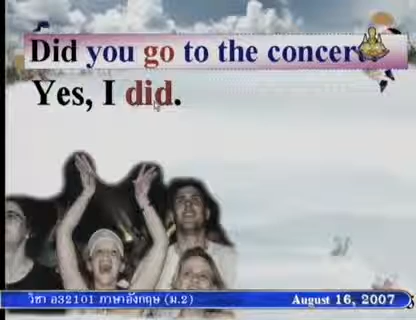 Did you go to the concert
Yes, I did.
วิชา อ32101 ภาษาอังกฤษ (ม.2)
August 16, 2007